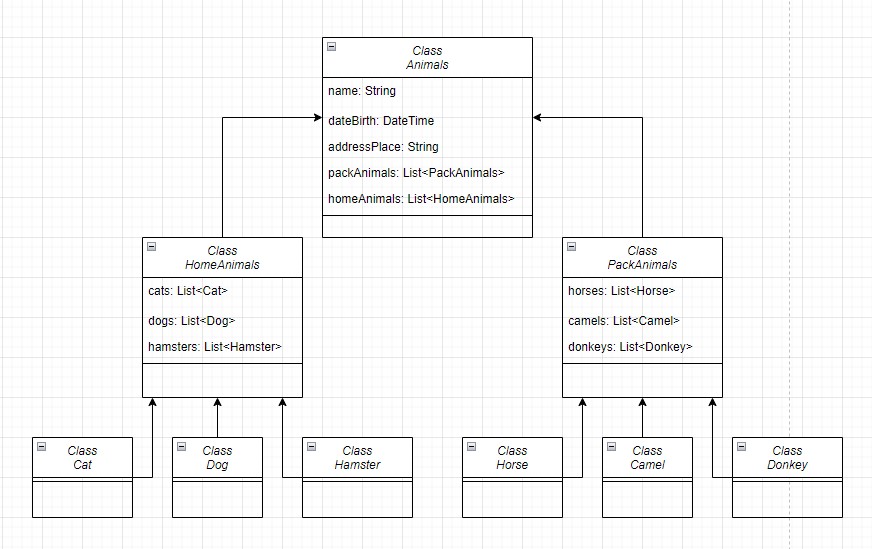 Class
Animals
name: String
dateBirth: DateTime
addressPlace: String
packAnimals: List<PackAnimals>
homeAnimals: List<HomeAnimals>
Class
HomeAnimals
cats: List<Cat>
dogs: List<Dog>
hamsters: List<Hamster>
Class
PackAnimals
horses: List<Horse>
camels: List<Camel>
donkeys: List<Donkey>
Class
Cat
Class
Dog
Class
Hamster
Class
Horse
Class
Camel
Class
Donkey